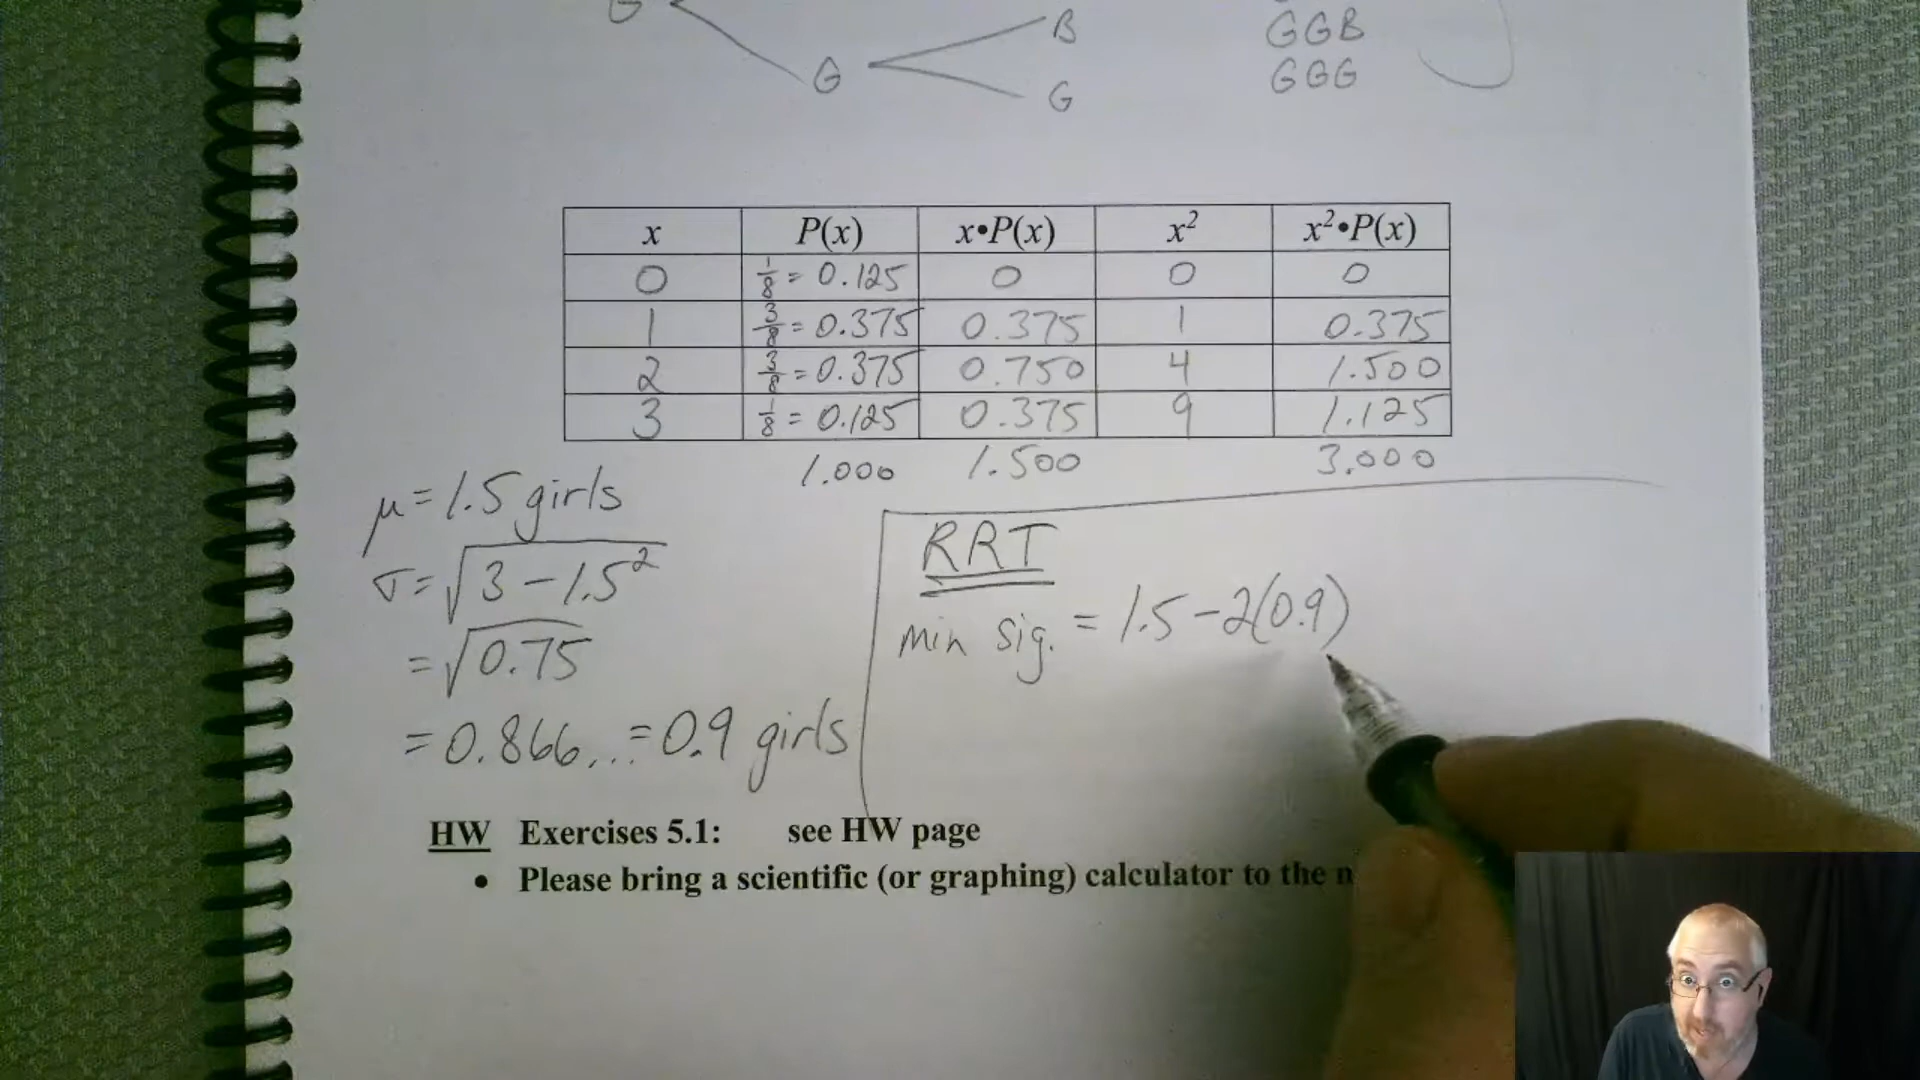 G
B
GGB
G
GGG
G
x P(x) x•P(x) x² x²•P(x)
0 1/8 = 0.125 0 0 0
1 3/8 = 0.375 0.375 1 0.375
2 3/8 = 0.375 0.750 4 1.500
3 1/8 = 0.125 0.375 9 1.125
1.000 1.500 3.000
μ = 1.5 girls
σ = √3 − 1.5²
= √0.75
= 0.866... = 0.9 girls
RRT
min sig. = 1.5 − 2(0.9)
HW Exercises 5.1: see HW page
• Please bring a scientific (or graphing) calculator to the